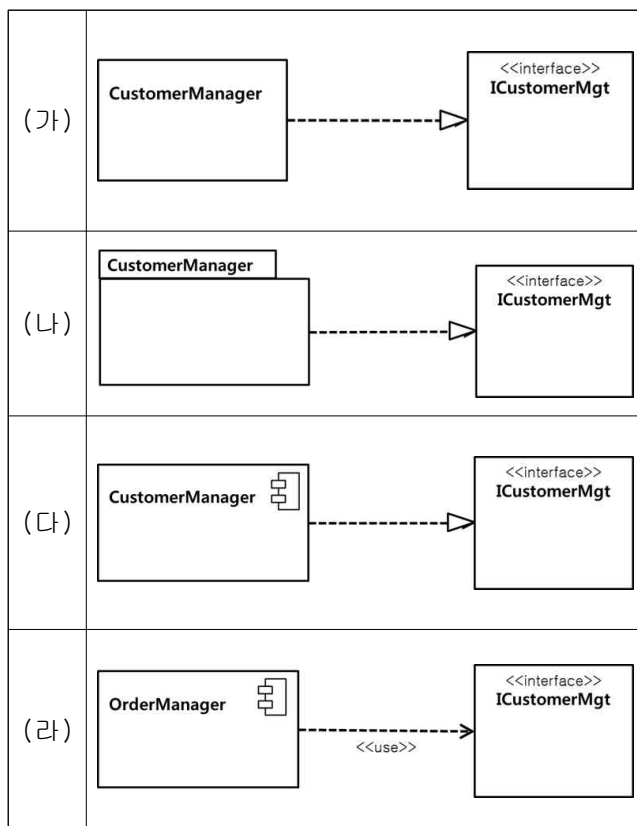 (가)
CustomerManager
<<interface>>
ICustomerMgt
(나)
CustomerManager
<<interface>>
ICustomerMgt
(다)
CustomerManager
<<interface>>
ICustomerMgt
(라)
OrderManager
<<use>>
<<interface>>
ICustomerMgt